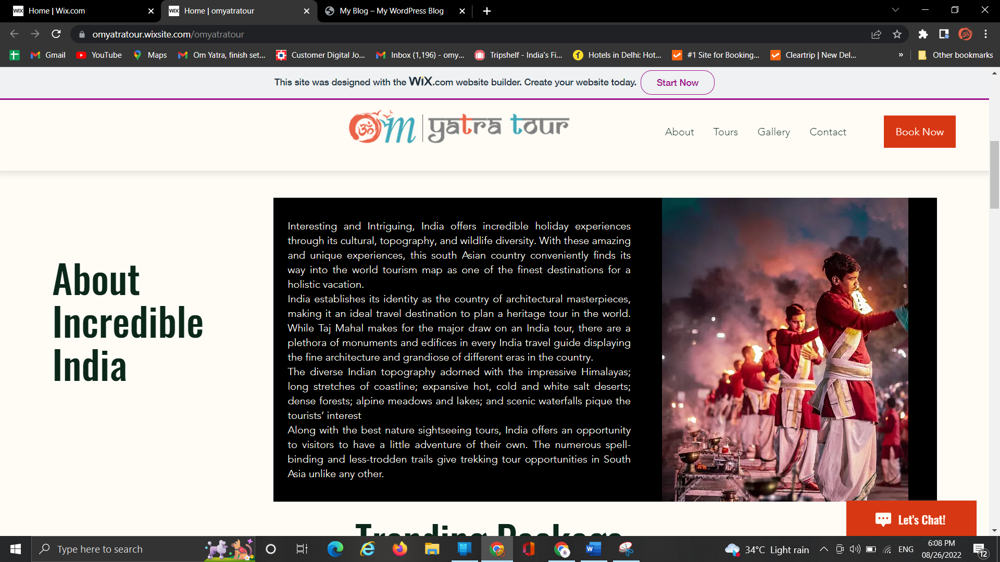 Home | Wix.com
Home | omyatratour
My Blog – My WordPress Blog
omyatratour.wixsite.com/omyatratour
Gmail
YouTube
Maps
Om Yatra, finish set...
Customer Digital Jo...
Inbox (1,196) - omy...
Tripshelf - India's Fi...
Hotels in Delhi: Hot...
#1 Site for Booking...
Cleartrip | New Del...
»
Other bookmarks
This site was designed with the WiX.com website builder. Create your website today.
Start Now
ॐ m | yatra tour
About
Tours
Gallery
Contact
Book Now
About
Incredible
India
Interesting and Intriguing, India offers incredible holiday experiences
through its cultural, topography, and wildlife diversity. With these amazing
and unique experiences, this south Asian country conveniently finds its
way into the world tourism map as one of the finest destinations for a
holistic vacation.
India establishes its identity as the country of architectural masterpieces,
making it an ideal travel destination to plan a heritage tour in the world.
While Taj Mahal makes for the major draw on an India tour, there are a
plethora of monuments and edifices in every India travel guide displaying
the fine architecture and grandiose of different eras in the country.
The diverse Indian topography adorned with the impressive Himalayas;
long stretches of coastline; expansive hot, cold and white salt deserts;
dense forests; alpine meadows and lakes; and scenic waterfalls pique the
tourists’ interest
Along with the best nature sightseeing tours, India offers an opportunity
to visitors to have a little adventure of their own. The numerous spell-
binding and less-trodden trails give trekking tour opportunities in South
Asia unlike any other.
Trending Package
Let's Chat!
Type here to search
34°C Light rain
ENG
6:08 PM
08/26/2022
12